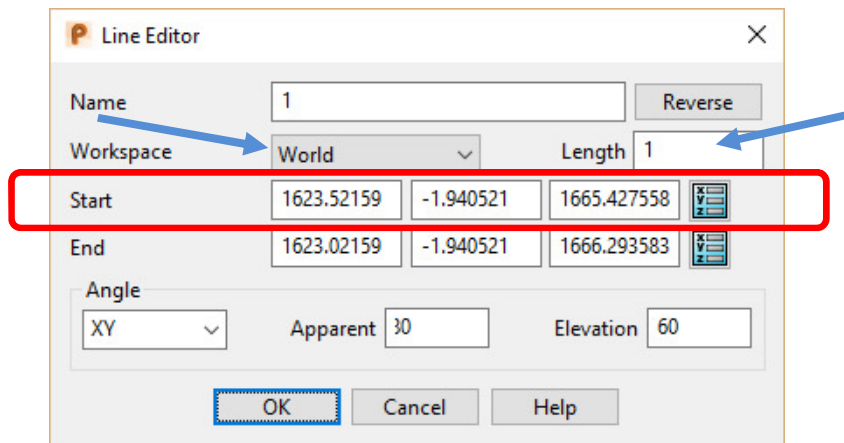 P Line Editor
Name 1 Reverse
Workspace World Length 1
Start 1623.52159 -1.940521 1665.427558 x y z
End 1623.02159 -1.940521 1666.293583 x y z
Angle
XY Apparent 30 Elevation 60
OK Cancel Help